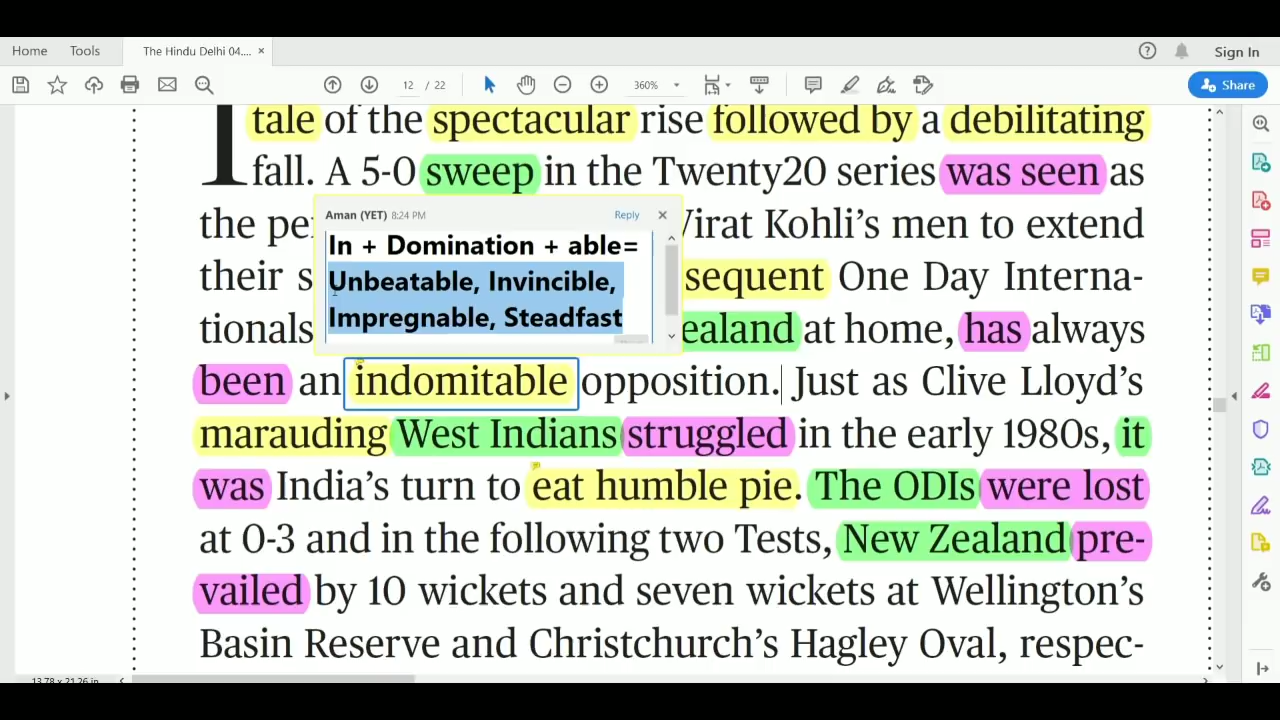 Home Tools The Hindu Delhi 04.... × Sign In
12 / 22 360% Share
tale of the spectacular rise followed by a debilitating
I fall. A 5-0 sweep in the Twenty20 series was seen as
Aman (YET) 8:24 PM Reply ×
In + Domination + able=
Unbeatable, Invincible,
Impregnable, Steadfast
the pe Virat Kohli’s men to extend
their s sequent One Day Interna-
tionals ealand at home, has always
been an indomitable opposition. Just as Clive Lloyd’s
marauding West Indians struggled in the early 1980s, it
was India’s turn to eat humble pie. The ODIs were lost
at 0-3 and in the following two Tests, New Zealand pre-
vailed by 10 wickets and seven wickets at Wellington’s
Basin Reserve and Christchurch’s Hagley Oval, respec-
13.78 x 21.26 in